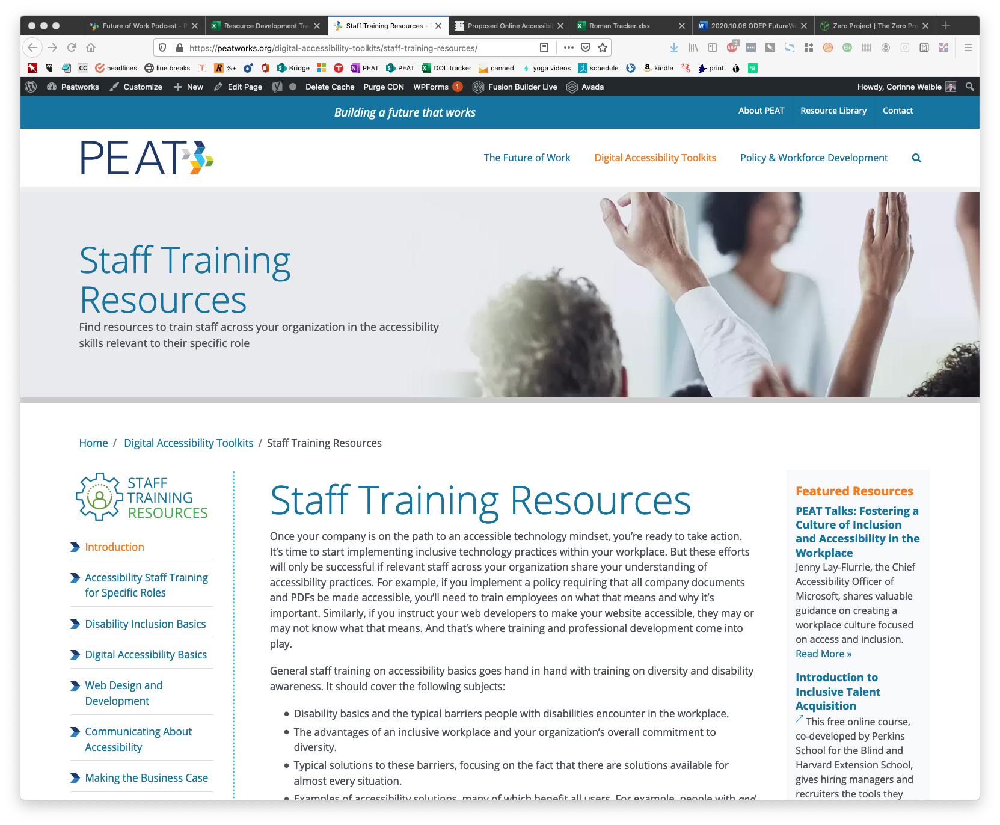 Future of Work Podcast - P
Resource Development Tra
Staff Training Resources - P
Proposed Online Accessibil
Roman Tracker.xlsx
2020.10.06 ODEP FutureWo
Zero Project | The Zero Pro
https://peatworks.org/digital-accessibility-toolkits/staff-training-resources/
ABP 3
B+
CC headlines line breaks T R %+ Bridge PEAT PEAT DOL tracker canned yoga videos schedule a kindle print
Peatworks Customize New Edit Page Delete Cache Purge CDN WPForms 1 Fusion Builder Live Avada Howdy, Corinne Weible
Building a future that works
About PEAT Resource Library Contact
PEAT
The Future of Work Digital Accessibility Toolkits Policy & Workforce Development
Staff Training
Resources
Find resources to train staff across your organization in the accessibility
skills relevant to their specific role
Home / Digital Accessibility Toolkits / Staff Training Resources
STAFF
TRAINING
RESOURCES
Introduction
Accessibility Staff Training
for Specific Roles
Disability Inclusion Basics
Digital Accessibility Basics
Web Design and
Development
Communicating About
Accessibility
Making the Business Case
Staff Training Resources
Once your company is on the path to an accessible technology mindset, you’re ready to take action.
It’s time to start implementing inclusive technology practices within your workplace. But these efforts
will only be successful if relevant staff across your organization share your understanding of
accessibility practices. For example, if you implement a policy requiring that all company documents
and PDFs be made accessible, you’ll need to train employees on what that means and why it’s
important. Similarly, if you instruct your web developers to make your website accessible, they may or
may not know what that means. And that’s where training and professional development come into
play.
General staff training on accessibility basics goes hand in hand with training on diversity and disability
awareness. It should cover the following subjects:
• Disability basics and the typical barriers people with disabilities encounter in the workplace.
• The advantages of an inclusive workplace and your organization’s overall commitment to
diversity.
• Typical solutions to these barriers, focusing on the fact that there are solutions available for
almost every situation.
• Examples of accessibility solutions, many of which benefit all users. For example, people with and
Featured Resources
PEAT Talks: Fostering a
Culture of Inclusion
and Accessibility in the
Workplace
Jenny Lay-Flurrie, the Chief
Accessibility Officer of
Microsoft, shares valuable
guidance on creating a
workplace culture focused
on access and inclusion.
Read More »
Introduction to
Inclusive Talent
Acquisition
This free online course,
co-developed by Perkins
School for the Blind and
Harvard Extension School,
gives hiring managers and
recruiters the tools they